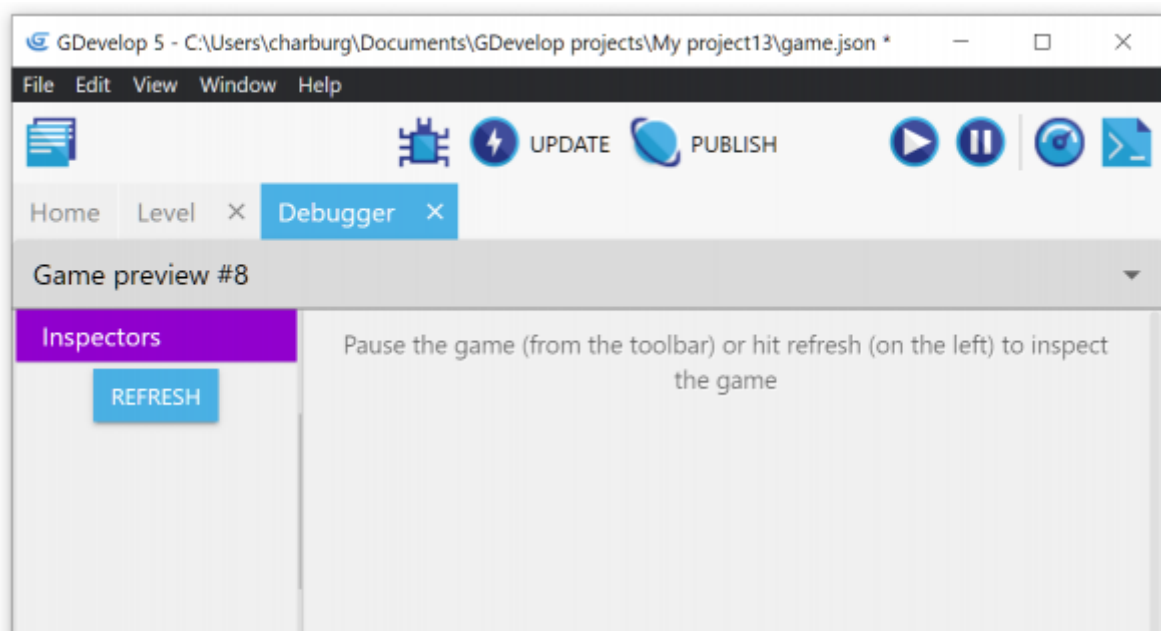 GDevelop 5 - C:\Users\charburg\Documents\GDevelop projects\My project13\game.json *
File Edit View Window Help
UPDATE PUBLISH
Home Level Debugger
Game preview #8
Inspectors
Pause the game (from the toolbar) or hit refresh (on the left) to inspect
the game
REFRESH